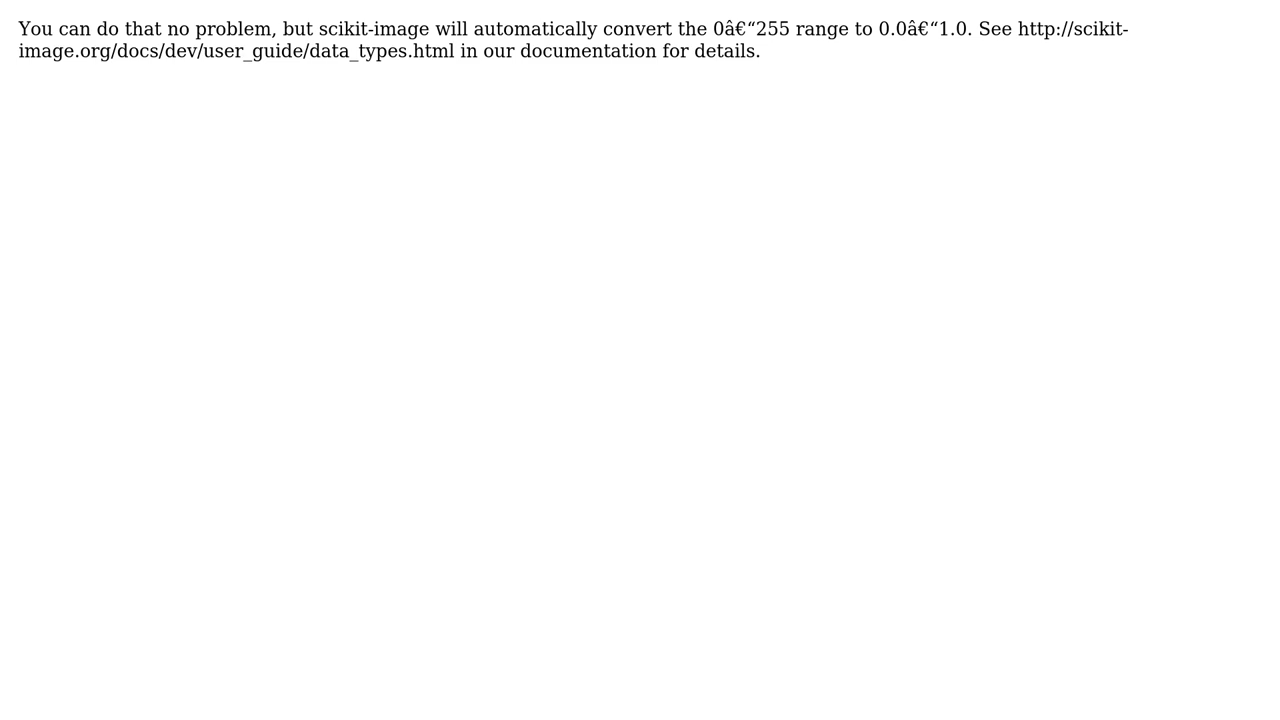 You can do that no problem, but scikit-image will automatically convert the 0â€“255 range to 0.0â€“1.0. See http://scikit-
image.org/docs/dev/user_guide/data_types.html in our documentation for details.